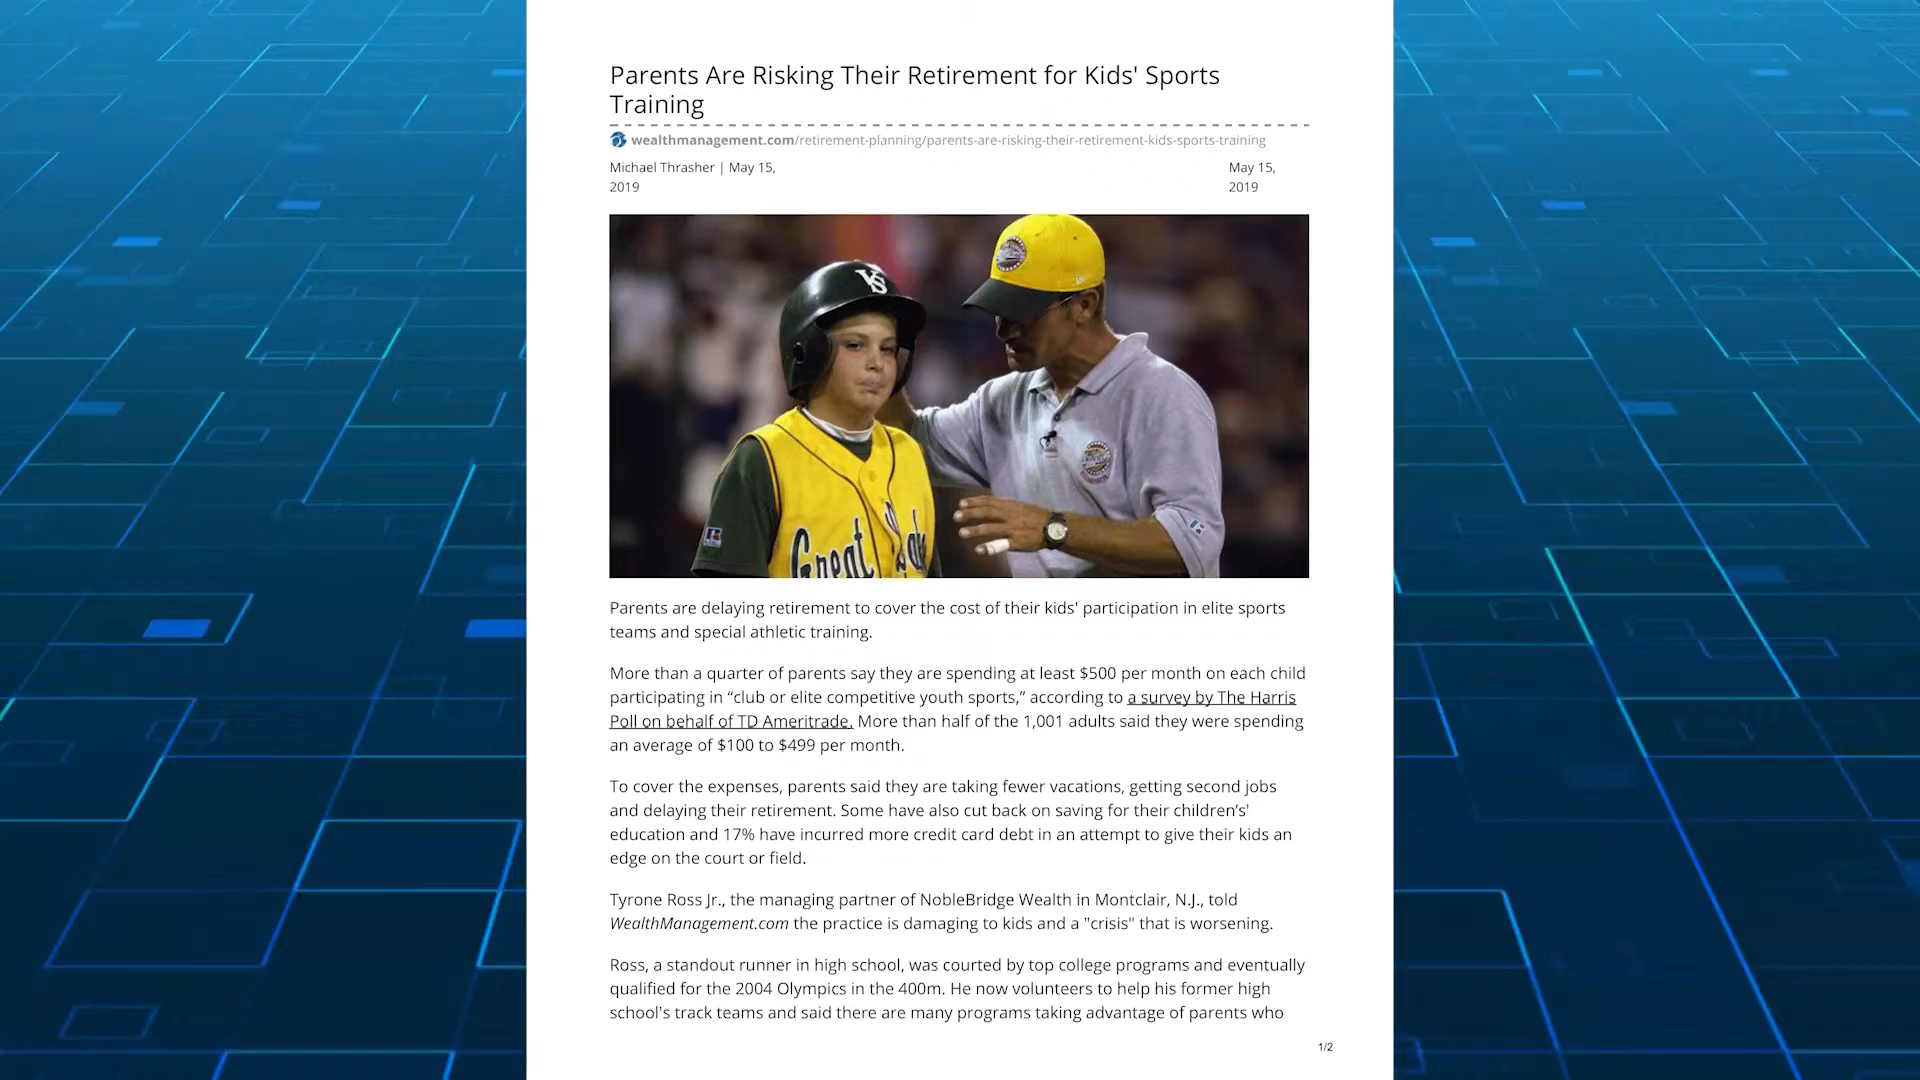 Parents Are Risking Their Retirement for Kids' Sports
Training
wealthmanagement.com/retirement-planning/parents-are-risking-their-retirement-kids-sports-training
Michael Thrasher | May 15,
2019
May 15,
2019
VS
Great Lakes
Parents are delaying retirement to cover the cost of their kids' participation in elite sports
teams and special athletic training.
More than a quarter of parents say they are spending at least $500 per month on each child
participating in “club or elite competitive youth sports,” according to a survey by The Harris
Poll on behalf of TD Ameritrade. More than half of the 1,001 adults said they were spending
an average of $100 to $499 per month.
To cover the expenses, parents said they are taking fewer vacations, getting second jobs
and delaying their retirement. Some have also cut back on saving for their children’s'
education and 17% have incurred more credit card debt in an attempt to give their kids an
edge on the court or field.
Tyrone Ross Jr., the managing partner of NobleBridge Wealth in Montclair, N.J., told
WealthManagement.com the practice is damaging to kids and a "crisis" that is worsening.
Ross, a standout runner in high school, was courted by top college programs and eventually
qualified for the 2004 Olympics in the 400m. He now volunteers to help his former high
school's track teams and said there are many programs taking advantage of parents who
1/2